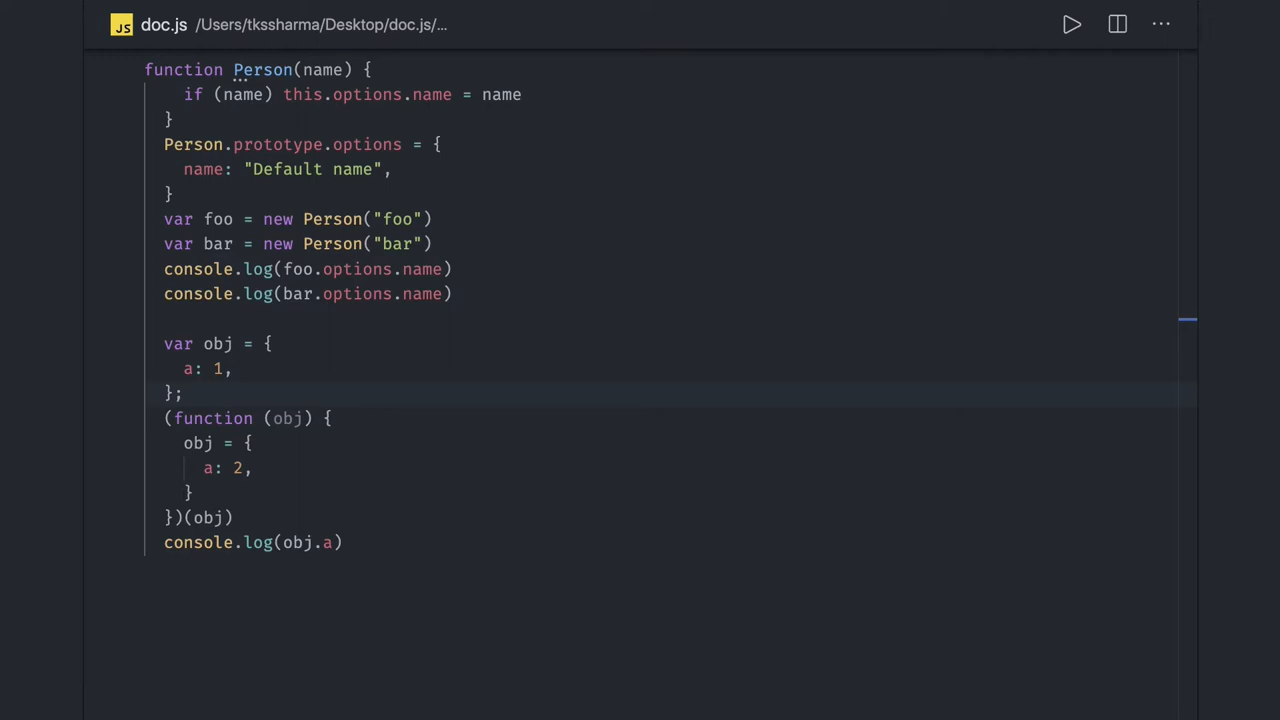 JS doc.js /Users/tkssharma/Desktop/doc.js/...
function Person(name) {
if (name) this.options.name = name
}
Person.prototype.options = {
name: "Default name",
}
var foo = new Person("foo")
var bar = new Person("bar")
console.log(foo.options.name)
console.log(bar.options.name)
var obj = {
a: 1,
};
(function (obj) {
obj = {
a: 2,
}
})(obj)
console.log(obj.a)